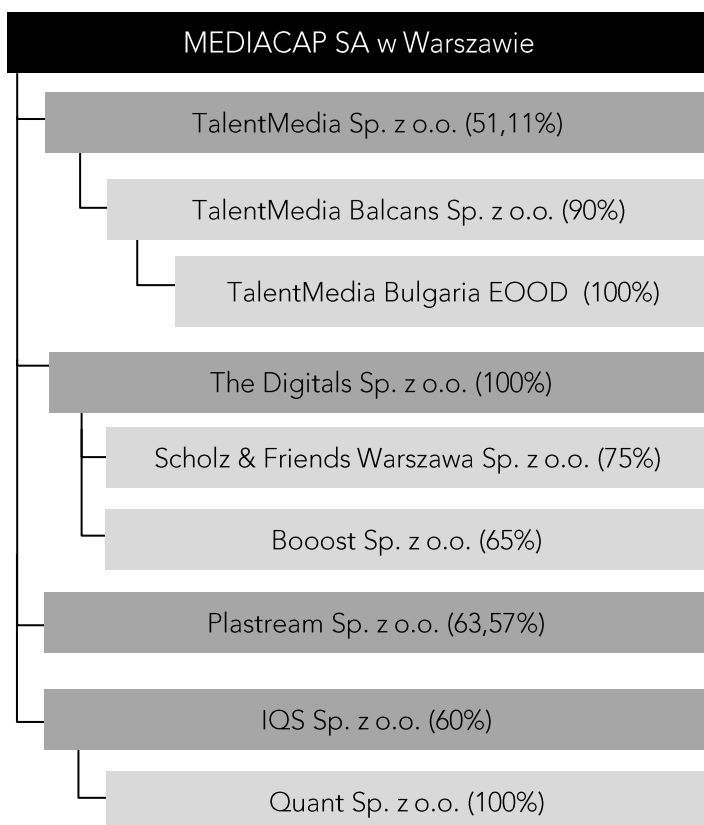 MEDIACAP SA w Warszawie
TalentMedia Sp. z o.o. (51,11%)
TalentMedia Balcans Sp. z o.o. (90%)
TalentMedia Bulgaria EOOD (100%)
The Digitals Sp. z o.o. (100%)
Scholz & Friends Warszawa Sp. z o.o. (75%)
Booost Sp. z o.o. (65%)
Plastream Sp. z o.o. (63,57%)
IQS Sp. z o.o. (60%)
Quant Sp. z o.o. (100%)